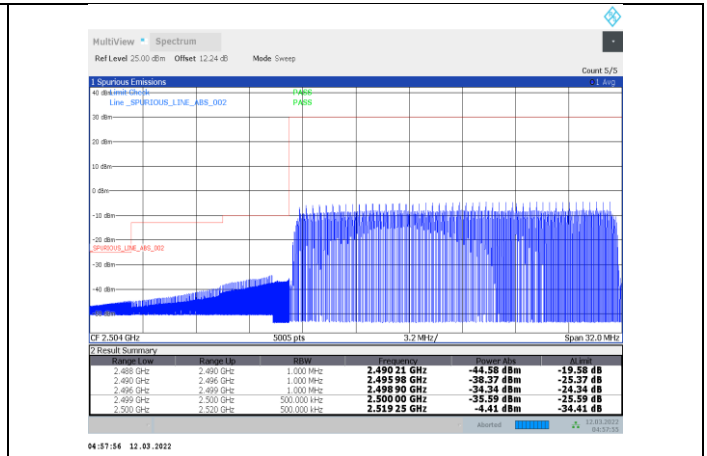 MultiView Spectrum
Ref Level 25.00 dBm Offset 12.24 dB Mode Sweep
Count 5/5
1 Spurious Emissions 1 Avg
40 dBm Limit Check PASS
Line _SPURIOUS_LINE_ABS_002 PASS
30 dBm
20 dBm
10 dBm
0 dBm
-10 dBm
-20 dBm
_SPURIOUS_LINE_ABS_002
-30 dBm
-40 dBm
-50 dBm
CF 2.504 GHz 5005 pts 3.2 MHz/ Span 32.0 MHz
2 Result Summary
Range Low Range Up RBW Frequency Power Abs ΔLimit
2.488 GHz 2.490 GHz 1.000 MHz 2.490 21 GHz -44.58 dBm -19.58 dB
2.490 GHz 2.496 GHz 1.000 MHz 2.495 98 GHz -38.37 dBm -25.37 dB
2.496 GHz 2.499 GHz 1.000 MHz 2.498 90 GHz -34.34 dBm -24.34 dB
2.499 GHz 2.500 GHz 500.000 kHz 2.500 00 GHz -35.59 dBm -25.59 dB
2.500 GHz 2.520 GHz 500.000 kHz 2.519 25 GHz -4.41 dBm -34.41 dB
Aborted 12.03.2022
04:57:55
04:57:56 12.03.2022